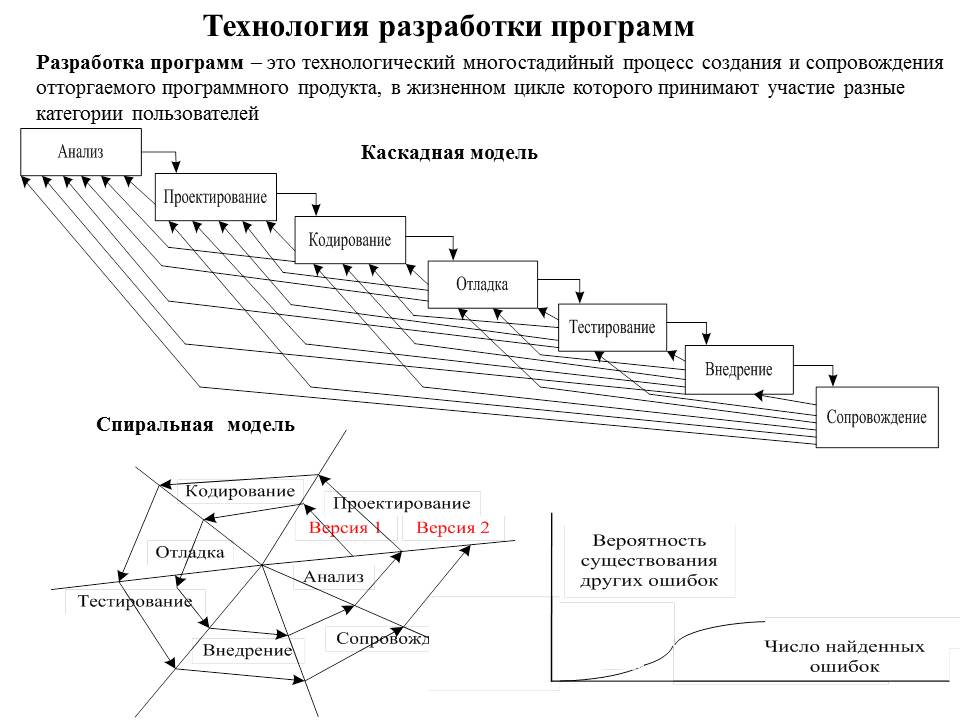 Технология разработки программ
Разработка программ – это технологический многостадийный процесс создания и сопровождения
отторгаемого программного продукта, в жизненном цикле которого принимают участие разные
категории пользователей
Каскадная модель
Анализ
Проектирование
Кодирование
Отладка
Тестирование
Внедрение
Сопровождение
Спиральная модель
Кодирование
Проектирование
Версия 1
Версия 2
Отладка
Анализ
Тестирование
Внедрение
Сопровожд
Вероятность
существования
других ошибок
Число найденных
ошибок